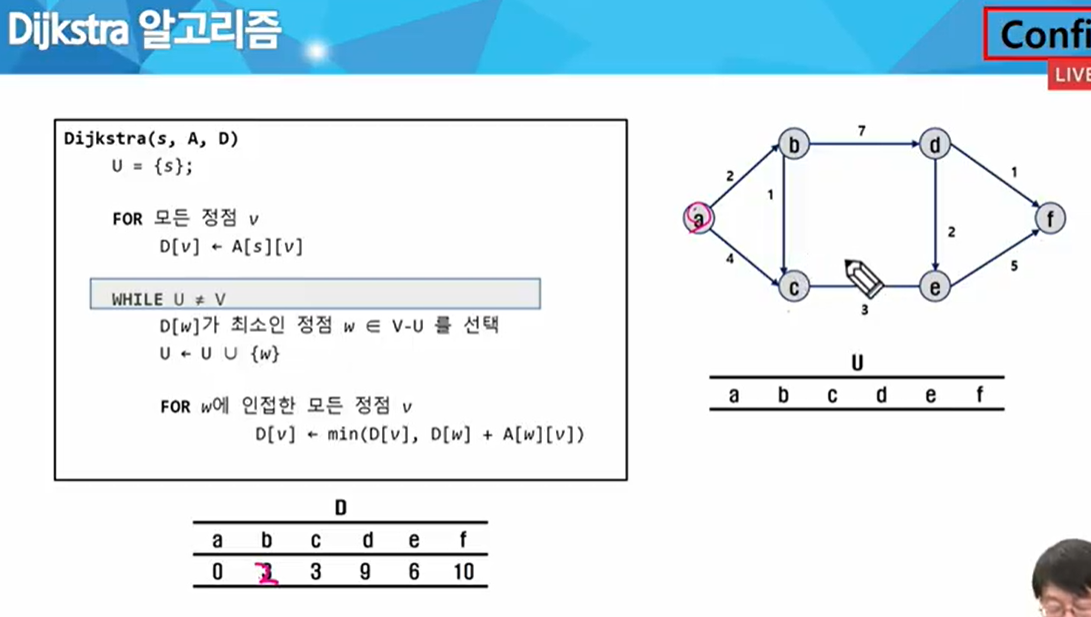 Dijkstra 알고리즘
Confi
LIVE
Dijkstra(s, A, D)
U = {s};
FOR 모든 정점 v
D[v] ← A[s][v]
WHILE U ≠ V
D[w]가 최소인 정점 w ∈ V-U 를 선택
U ← U ∪ {w}
FOR w에 인접한 모든 정점 v
D[v] ← min(D[v], D[w] + A[w][v])
7
b d
2 1 1
a f
4 2 5
c e
3
U
a b c d e f
D
a b c d e f
0 3 9 6 10